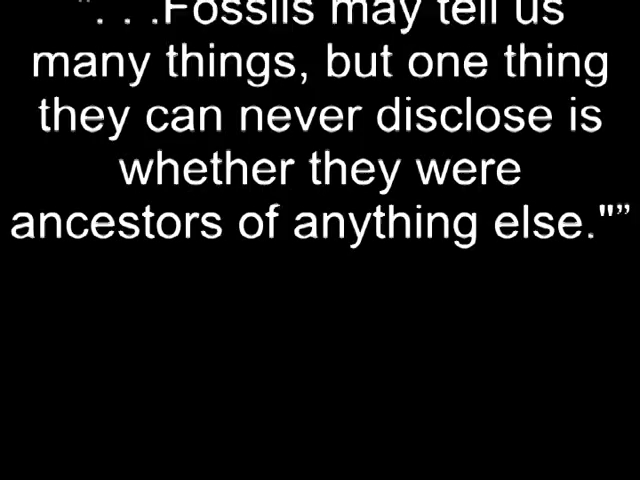 ". . .Fossils may tell us
many things, but one thing
they can never disclose is
whether they were
ancestors of anything else."”